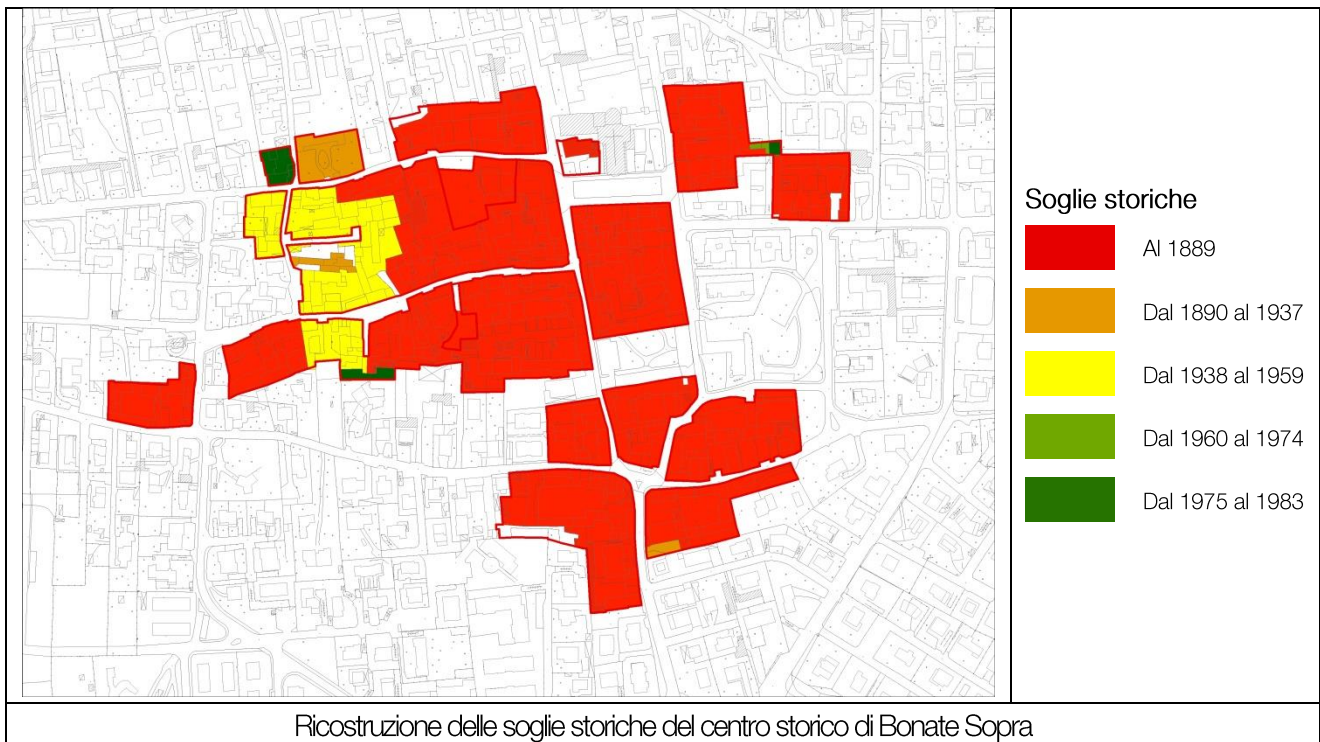 Soglie storiche
Al 1889
Dal 1890 al 1937
Dal 1938 al 1959
Dal 1960 al 1974
Dal 1975 al 1983
Ricostruzione delle soglie storiche del centro storico di Bonate Sopra